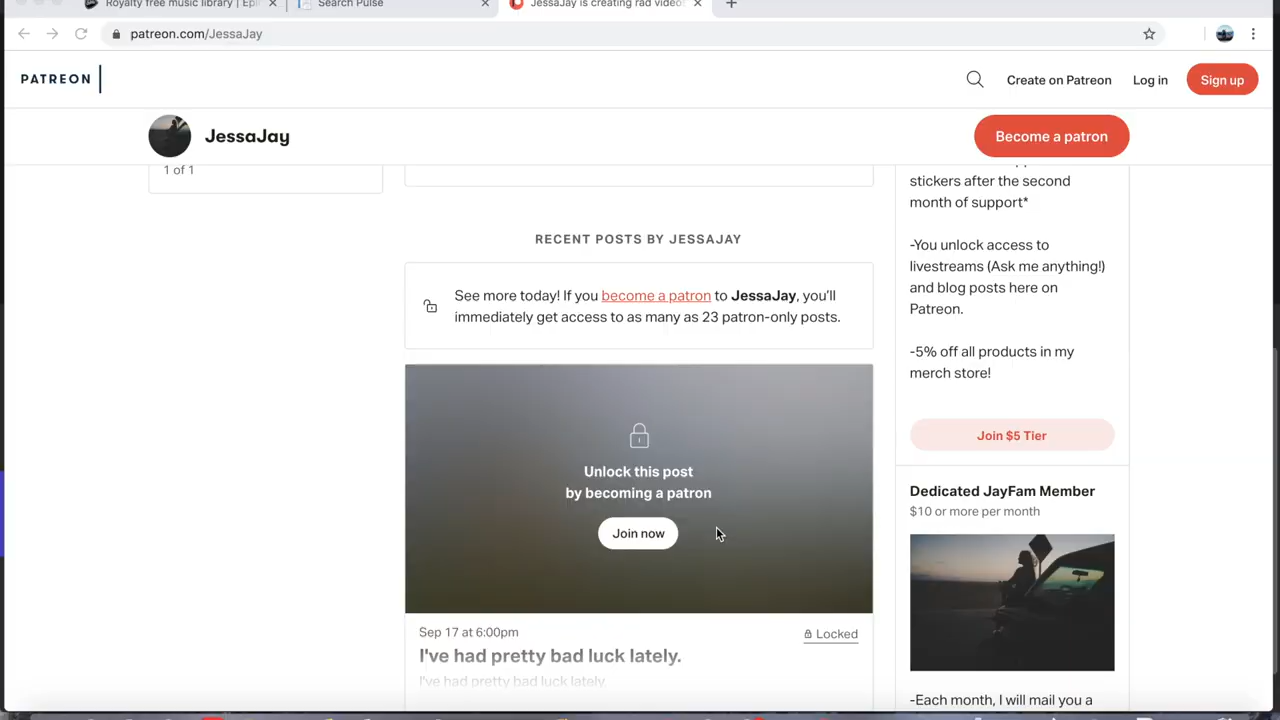 Royalty free music library | Epi
Search Pulse
JessaJay is creating rad video
patreon.com/JessaJay
PATREON
Create on Patreon
Log in
Sign up
JessaJay
Become a patron
1 of 1
RECENT POSTS BY JESSAJAY
See more today! If you become a patron to JessaJay, you'll
immediately get access to as many as 23 patron-only posts.
Unlock this post
by becoming a patron
Join now
Sep 17 at 6:00pm
Locked
I've had pretty bad luck lately.
I've had pretty bad luck lately
stickers after the second
month of support*
-You unlock access to
livestreams (Ask me anything!)
and blog posts here on
Patreon.
-5% off all products in my
merch store!
Join $5 Tier
Dedicated JayFam Member
$10 or more per month
-Each month, I will mail you a